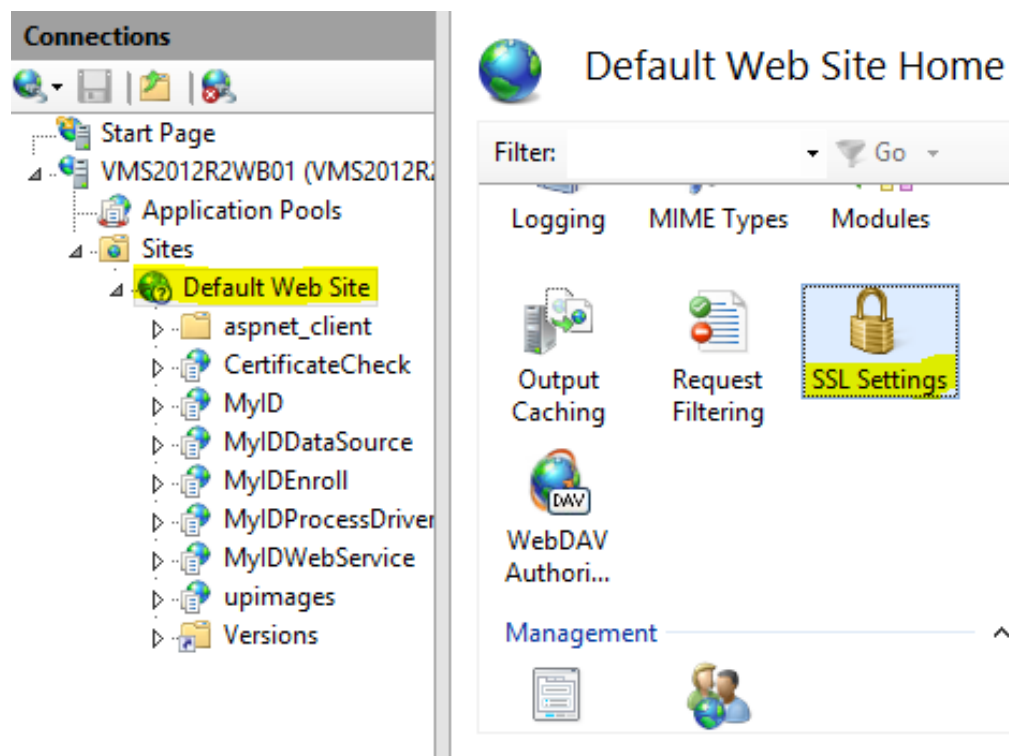 Connections
Start Page
VMS2012R2WB01 (VMS2012R2
Application Pools
Sites
Default Web Site
aspnet_client
CertificateCheck
MyID
MyIDDataSource
MyIDEnroll
MyIDProcessDriver
MyIDWebService
upimages
Versions
Default Web Site Home
Filter:
Go
Logging
MIME Types
Modules
Output
Caching
Request
Filtering
SSL Settings
DAV
WebDAV
Authori...
Management